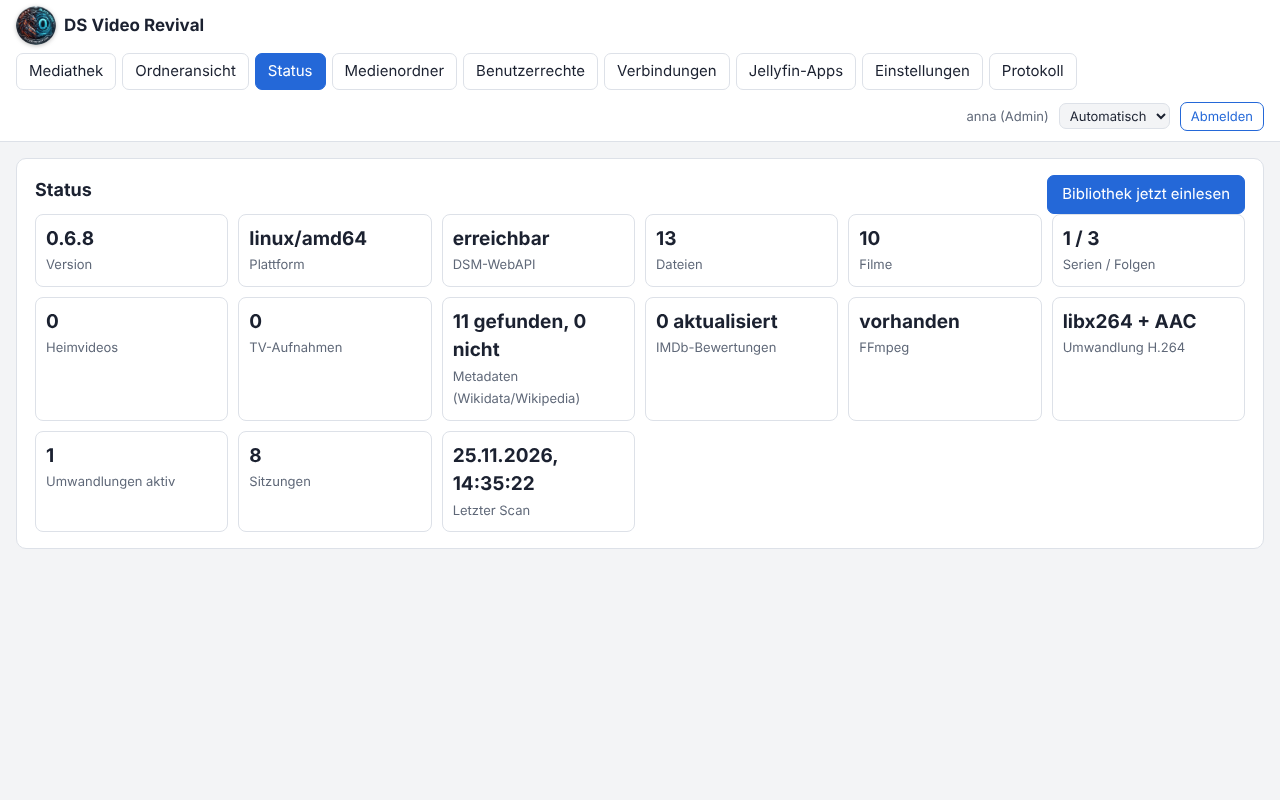 DS Video Revival
Mediathek
Ordneransicht
Status
Medienordner
Benutzerrechte
Verbindungen
Jellyfin-Apps
Einstellungen
Protokoll
anna (Admin)
Automatisch
Abmelden
Status
Bibliothek jetzt einlesen
0.6.8
Version
linux/amd64
Plattform
erreichbar
DSM-WebAPI
13
Dateien
10
Filme
1 / 3
Serien / Folgen
0
Heimvideos
0
TV-Aufnahmen
11 gefunden, 0
nicht
Metadaten
(Wikidata/Wikipedia)
0 aktualisiert
IMDb-Bewertungen
vorhanden
FFmpeg
libx264 + AAC
Umwandlung H.264
1
Umwandlungen aktiv
8
Sitzungen
25.11.2026,
14:35:22
Letzter Scan